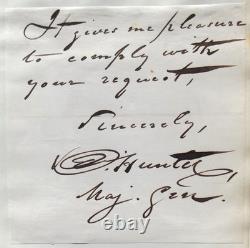 It gives me pleasure
to comply with
your request,
Sincerely,
D. Hunter,
Maj. Gen.